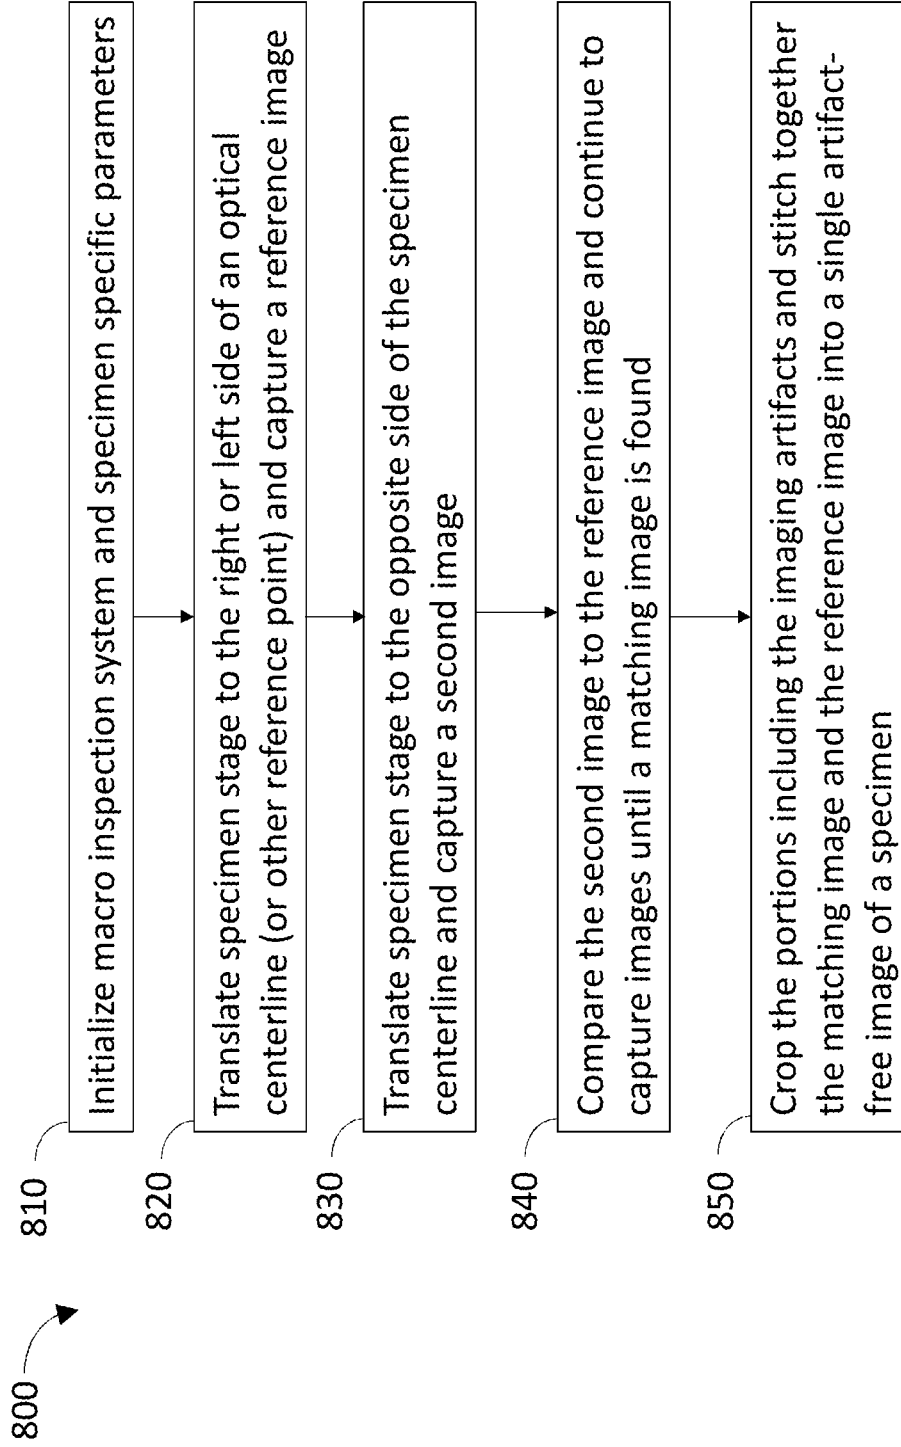 800
810
Initialize macro inspection system and specimen specific parameters
820
Translate specimen stage to the right or left side of an optical
centerline (or other reference point) and capture a reference image
830
Translate specimen stage to the opposite side of the specimen
centerline and capture a second image
840
Compare the second image to the reference image and continue to
capture images until a matching image is found
850
Crop the portions including the imaging artifacts and stitch together
the matching image and the reference image into a single artifact-
free image of a specimen